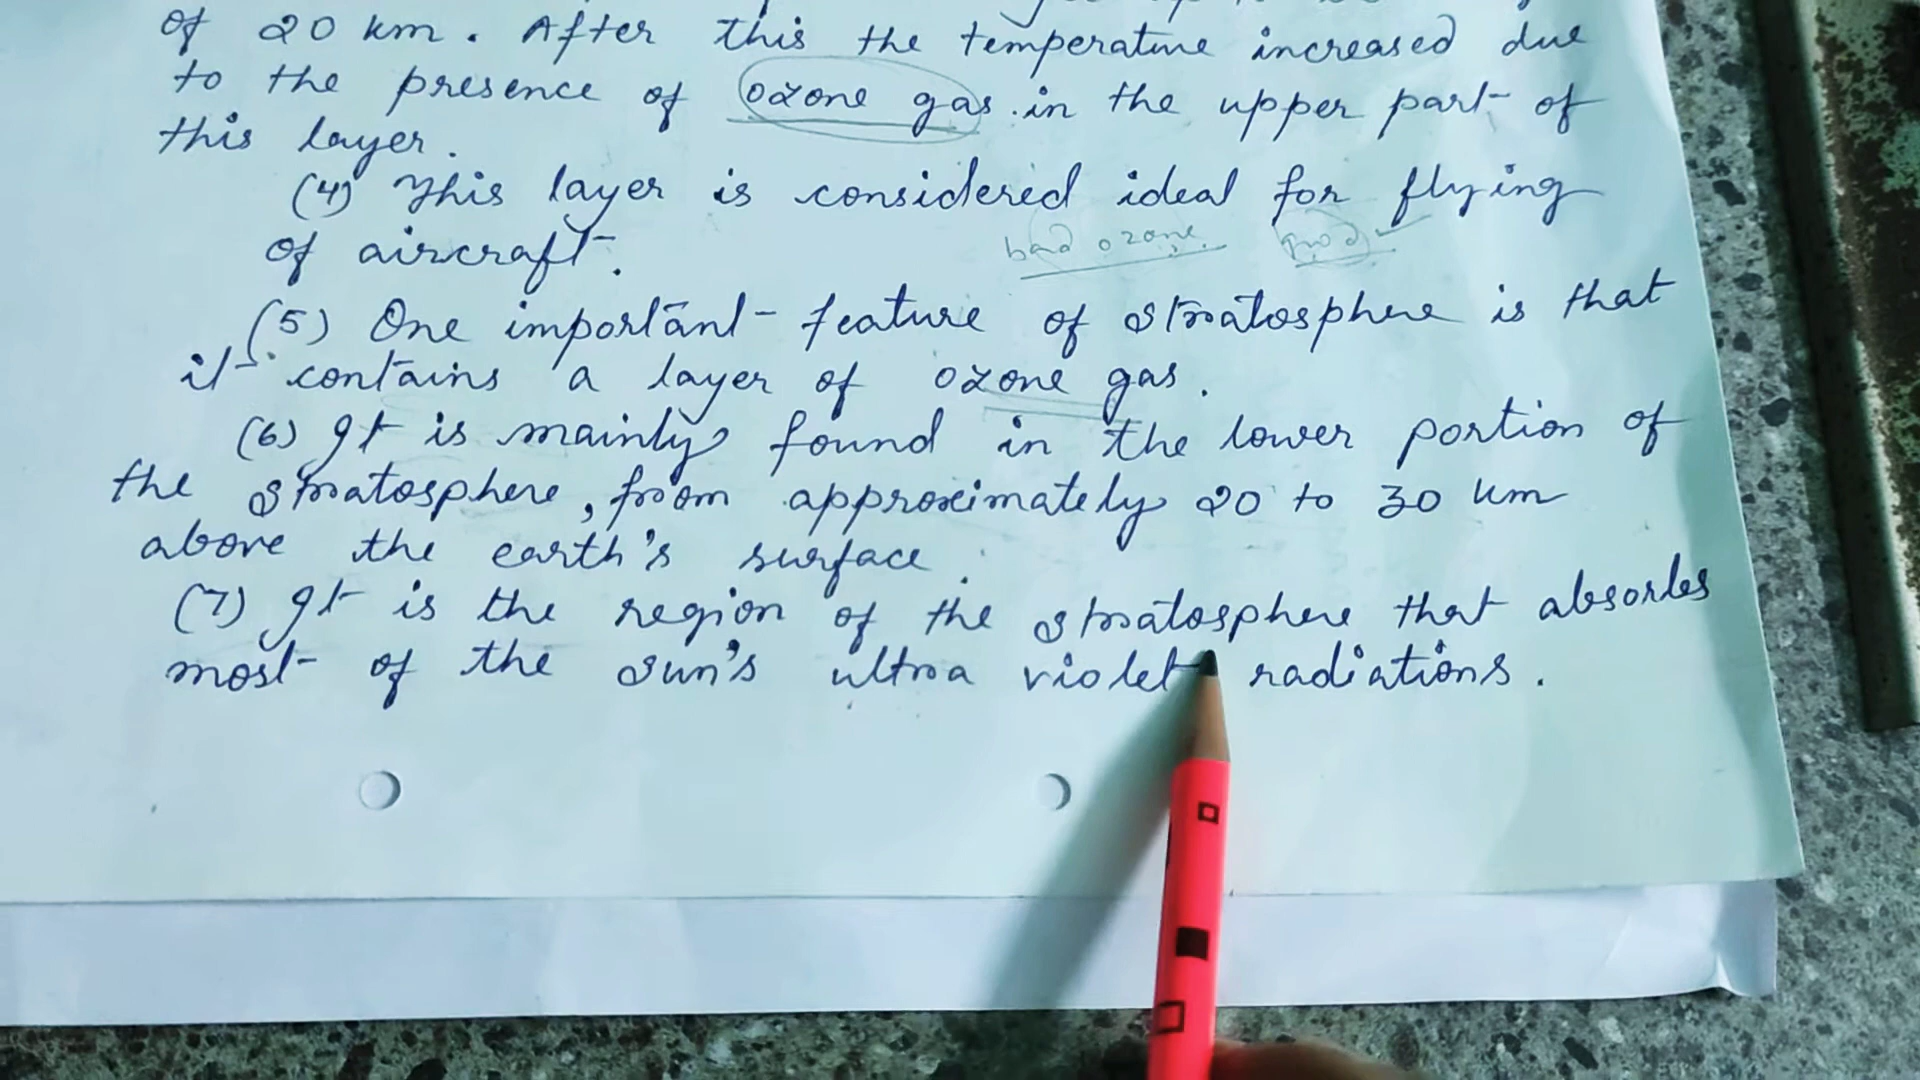 of 20 km. After this the temperature increased due
to the presence of ozone gas in the upper part of
this layer.
(4) This layer is considered ideal for flying
of aircraft.
bad ozone good
(5) One important feature of stratosphere is that
it contains a layer of ozone gas.
(6) It is mainly found in the lower portion of
the stratosphere, from approximately 20 to 30 km
above the earth's surface.
(7) It is the region of the stratosphere that absorbes
most of the sun's ultra violet radiations.